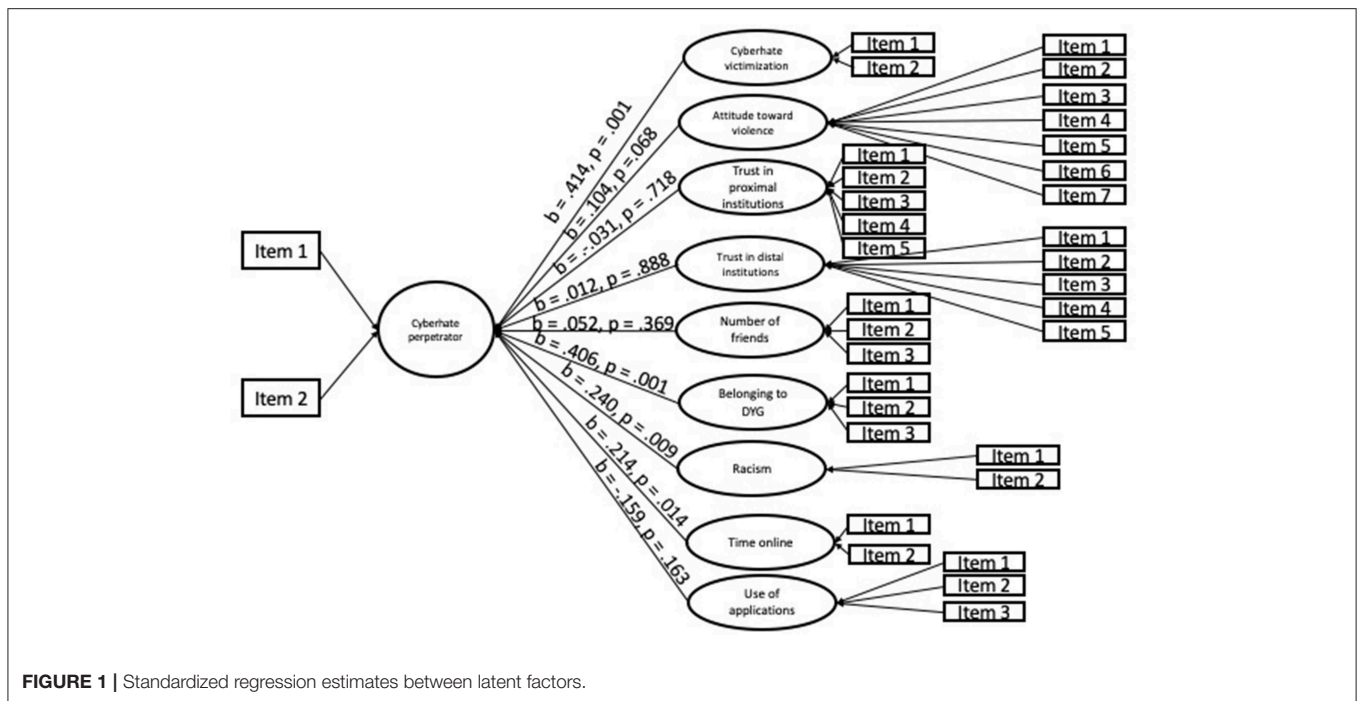 Cyberhate
victimization
Item 1
Item 2
b = .414, p = .001
Attitude toward
violence
Item 1
Item 2
Item 3
Item 4
Item 5
Item 6
Item 7
b = .104, p =.068
Trust in
proximal
institutions
Item 1
Item 2
Item 3
Item 4
Item 5
b = .-.031, p = .718
Trust in distal
institutions
Item 1
Item 2
Item 3
Item 4
Item 5
b = .012, p = .888
Item 1
Item 2
Cyberhate
perpetrator
Number of
friends
Item 1
Item 2
Item 3
b = .052, p = .369
Belonging to
DYG
Item 1
Item 2
Item 3
b = .406, p = .001
Racism
Item 1
Item 2
b = .240, p = .009
Time online
Item 1
Item 2
b = .214, p = .014
Use of
applications
Item 1
Item 2
Item 3
b = -.159, p = .163
FIGURE 1 | Standardized regression estimates between latent factors.